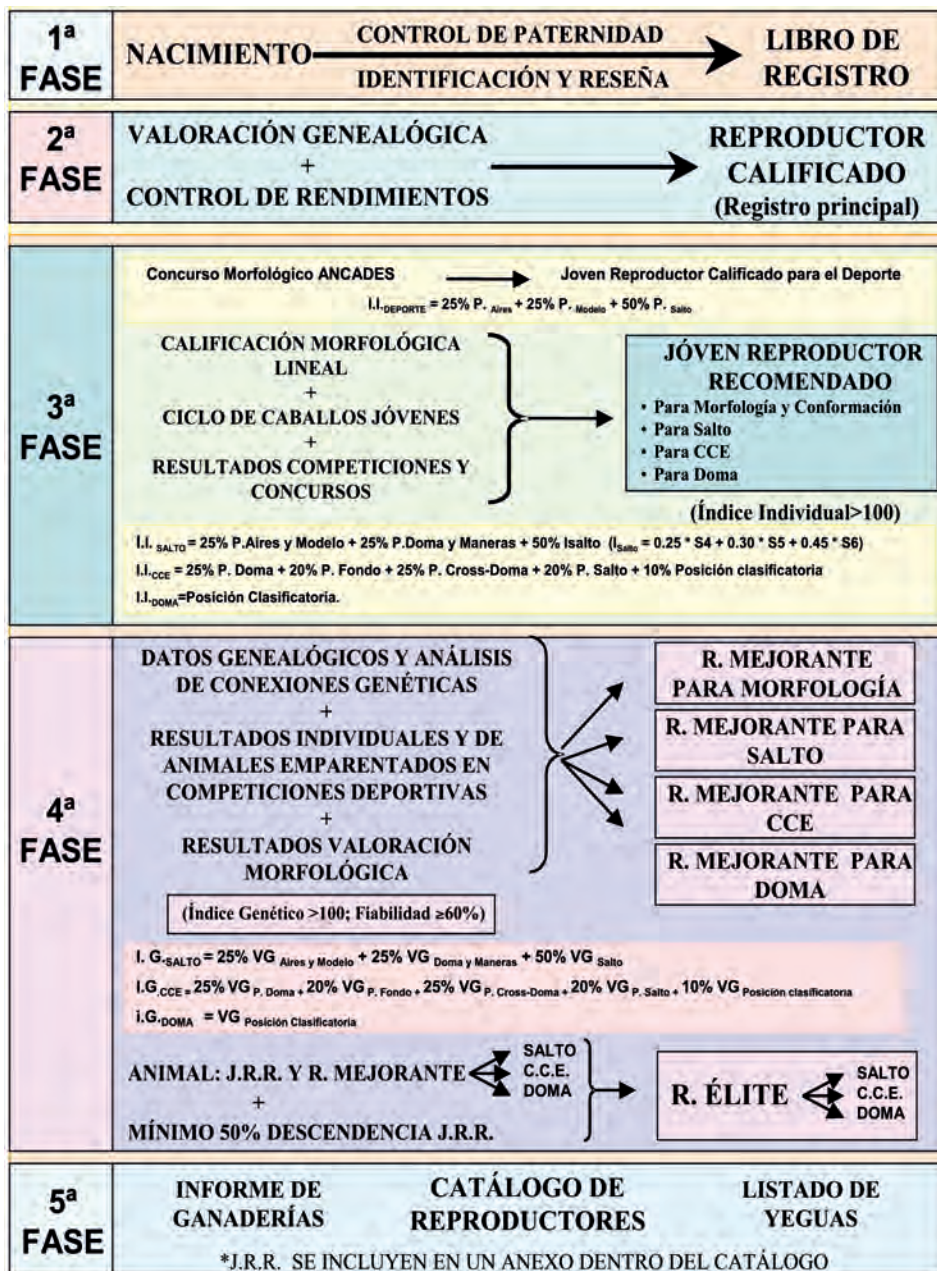 1ª
FASE
NACIMIENTO
CONTROL DE PATERNIDAD
IDENTIFICACIÓN Y RESEÑA
LIBRO DE
REGISTRO
2ª
FASE
VALORACIÓN GENEALÓGICA
+
CONTROL DE RENDIMIENTOS
REPRODUCTOR
CALIFICADO
(Registro principal)
3ª
FASE
Concurso Morfológico ANCADES
Joven Reproductor Calificado para el Deporte
I.I.DEPORTE = 25% P. Aires + 25% P. Modelo + 50% P. Salto
CALIFICACIÓN MORFOLÓGICA
LINEAL
+
CICLO DE CABALLOS JÓVENES
+
RESULTADOS COMPETICIONES Y
CONCURSOS
JÓVEN REPRODUCTOR
RECOMENDADO
• Para Morfología y Conformación
• Para Salto
• Para CCE
• Para Doma
(Índice Individual>100)
I.I. SALTO = 25% P.Aires y Modelo + 25% P.Doma y Maneras + 50% Isalto (ISalto = 0.25 * S4 + 0.30 * S5 + 0.45 * S6)
I.I.CCE = 25% P. Doma + 20% P. Fondo + 25% P. Cross-Doma + 20% P. Salto + 10% Posición clasificatoria
I.I.DOMA=Posición Clasificatoria.
4ª
FASE
DATOS GENEALÓGICOS Y ANÁLISIS
DE CONEXIONES GENÉTICAS
+
RESULTADOS INDIVIDUALES Y DE
ANIMALES EMPARENTADOS EN
COMPETICIONES DEPORTIVAS
+
RESULTADOS VALORACIÓN
MORFOLÓGICA
(Índice Genético >100; Fiabilidad ≥60%)
R. MEJORANTE
PARA MORFOLOGÍA
R. MEJORANTE PARA
SALTO
R. MEJORANTE PARA
CCE
R. MEJORANTE PARA
DOMA
I. G.SALTO = 25% VG Aires y Modelo + 25% VG Doma y Maneras + 50% VG Salto
I.G.CCE = 25% VG P. Doma + 20% VG P. Fondo + 25% VG P. Cross-Doma + 20% VG P. Salto + 10% VG Posición clasificatoria
i.G.DOMA = VG Posición Clasificatoria
ANIMAL: J.R.R. Y R. MEJORANTE
SALTO
C.C.E.
DOMA
+
MÍNIMO 50% DESCENDENCIA J.R.R.
R. ÉLITE
SALTO
C.C.E.
DOMA
5ª
FASE
INFORME DE
GANADERÍAS
CATÁLOGO DE
REPRODUCTORES
LISTADO DE
YEGUAS
*J.R.R. SE INCLUYEN EN UN ANEXO DENTRO DEL CATÁLOGO